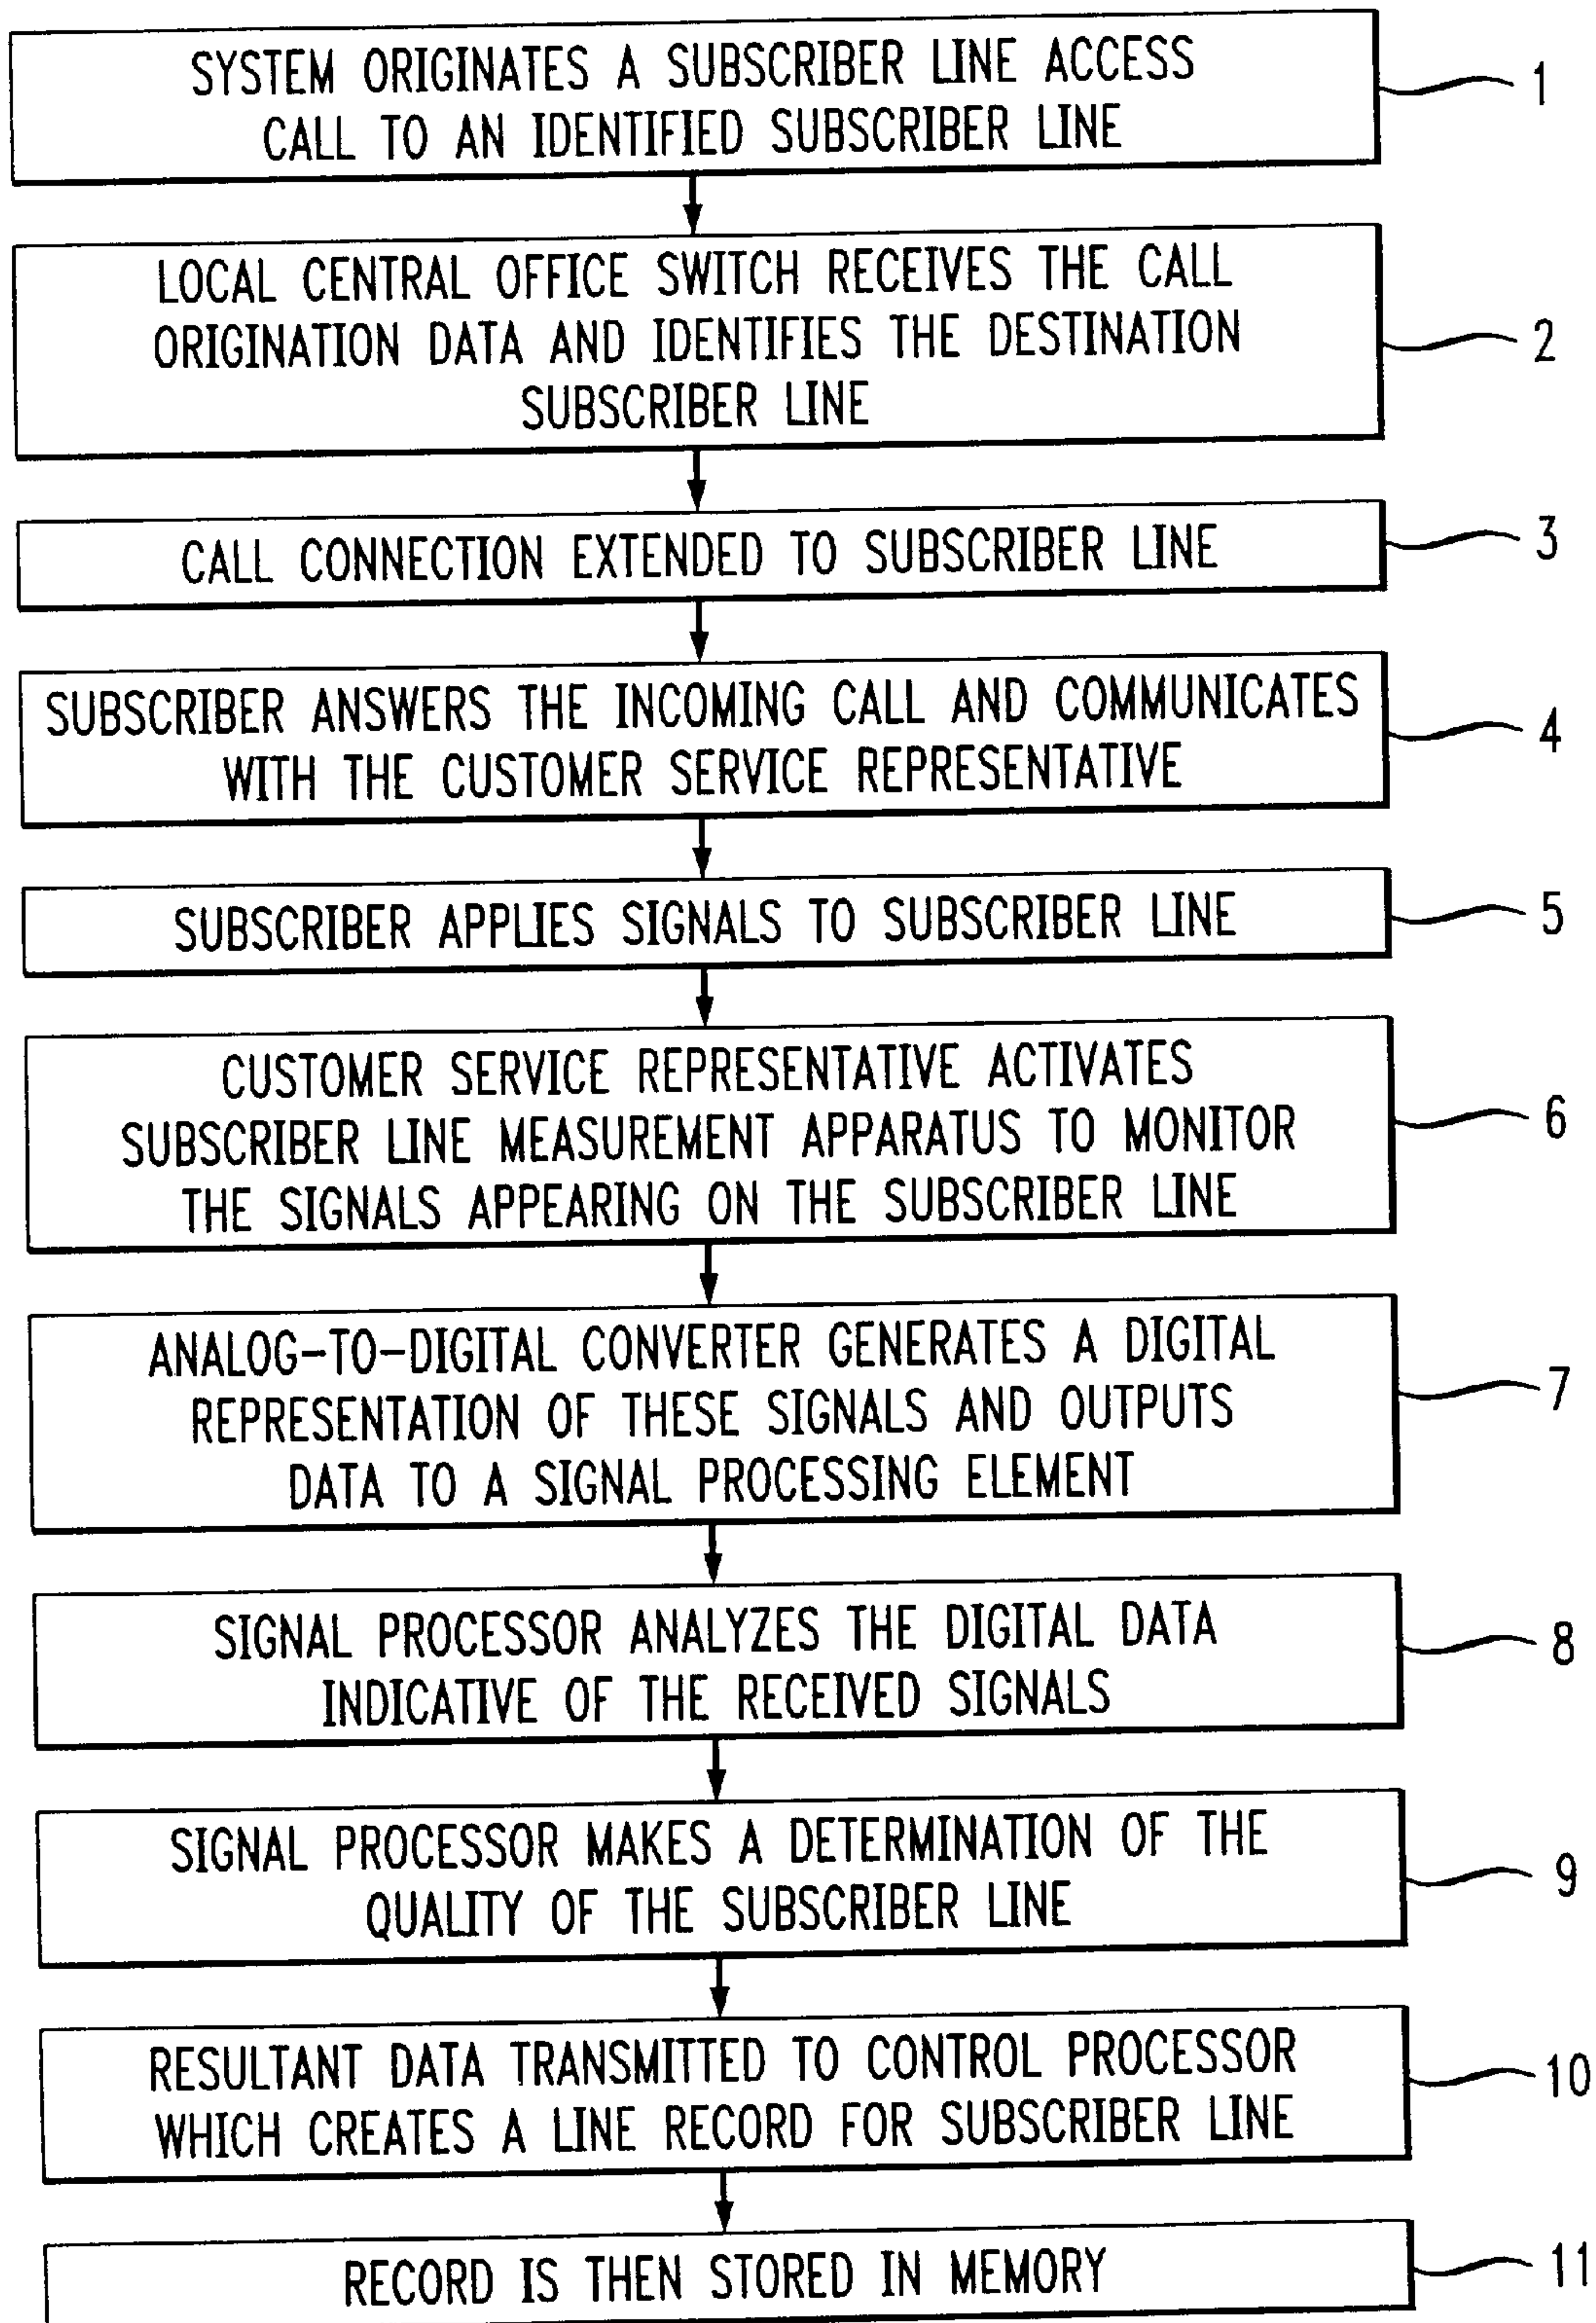 SYSTEM ORIGINATES A SUBSCRIBER LINE ACCESS
CALL TO AN IDENTIFIED SUBSCRIBER LINE
1
LOCAL CENTRAL OFFICE SWITCH RECEIVES THE CALL
ORIGINATION DATA AND IDENTIFIES THE DESTINATION
SUBSCRIBER LINE
2
CALL CONNECTION EXTENDED TO SUBSCRIBER LINE
3
SUBSCRIBER ANSWERS THE INCOMING CALL AND COMMUNICATES
WITH THE CUSTOMER SERVICE REPRESENTATIVE
4
SUBSCRIBER APPLIES SIGNALS TO SUBSCRIBER LINE
5
CUSTOMER SERVICE REPRESENTATIVE ACTIVATES
SUBSCRIBER LINE MEASUREMENT APPARATUS TO MONITOR
THE SIGNALS APPEARING ON THE SUBSCRIBER LINE
6
ANALOG-TO-DIGITAL CONVERTER GENERATES A DIGITAL
REPRESENTATION OF THESE SIGNALS AND OUTPUTS
DATA TO A SIGNAL PROCESSING ELEMENT
7
SIGNAL PROCESSOR ANALYZES THE DIGITAL DATA
INDICATIVE OF THE RECEIVED SIGNALS
8
SIGNAL PROCESSOR MAKES A DETERMINATION OF THE
QUALITY OF THE SUBSCRIBER LINE
9
RESULTANT DATA TRANSMITTED TO CONTROL PROCESSOR
WHICH CREATES A LINE RECORD FOR SUBSCRIBER LINE
10
RECORD IS THEN STORED IN MEMORY
11